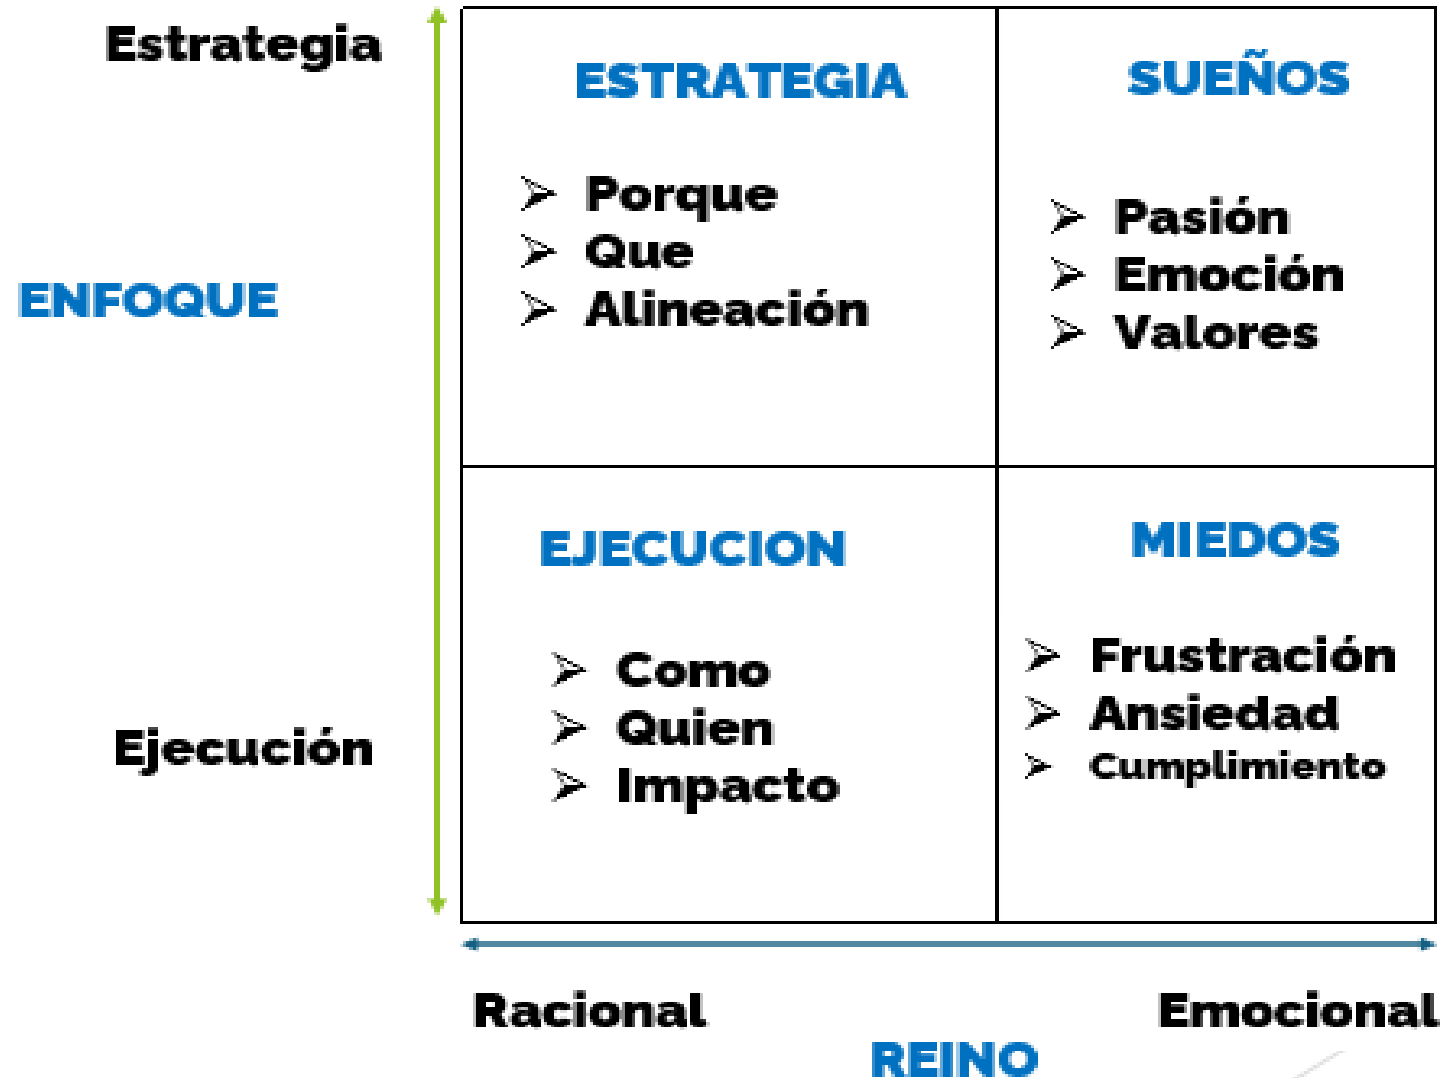 Estrategia
ESTRATEGIA
Porque
Que
Alineación
SUEÑOS
Pasión
Emoción
Valores
ENFOQUE
EJECUCION
Como
Quien
Impacto
MIEDOS
Frustración
Ansiedad
Cumplimiento
Ejecución
Racional
Emocional
REINO